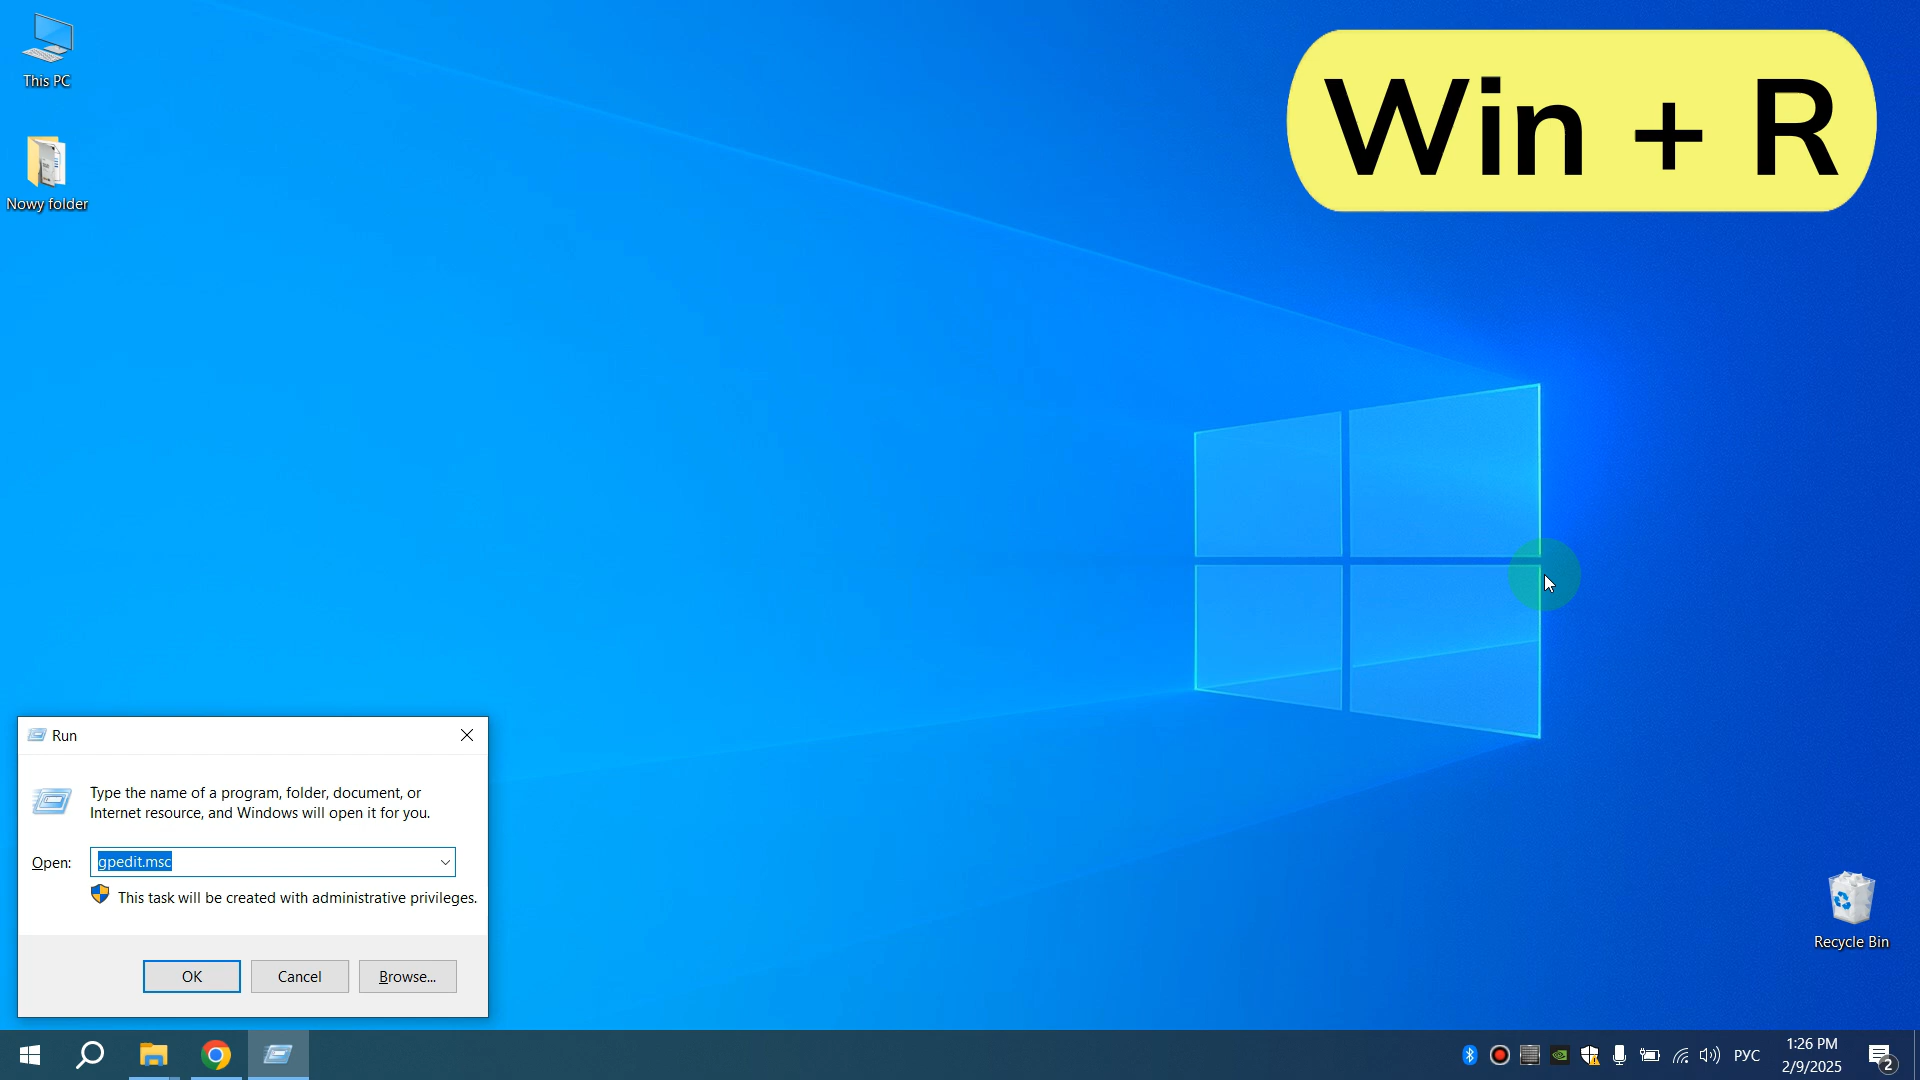 This PC
Nowy folder
Win + R
Run
Type the name of a program, folder, document, or
Internet resource, and Windows will open it for you.
Open:
gpedit.msc
This task will be created with administrative privileges.
OK
Cancel
Browse...
Recycle Bin
РУС
1:26 PM
2/9/2025
2